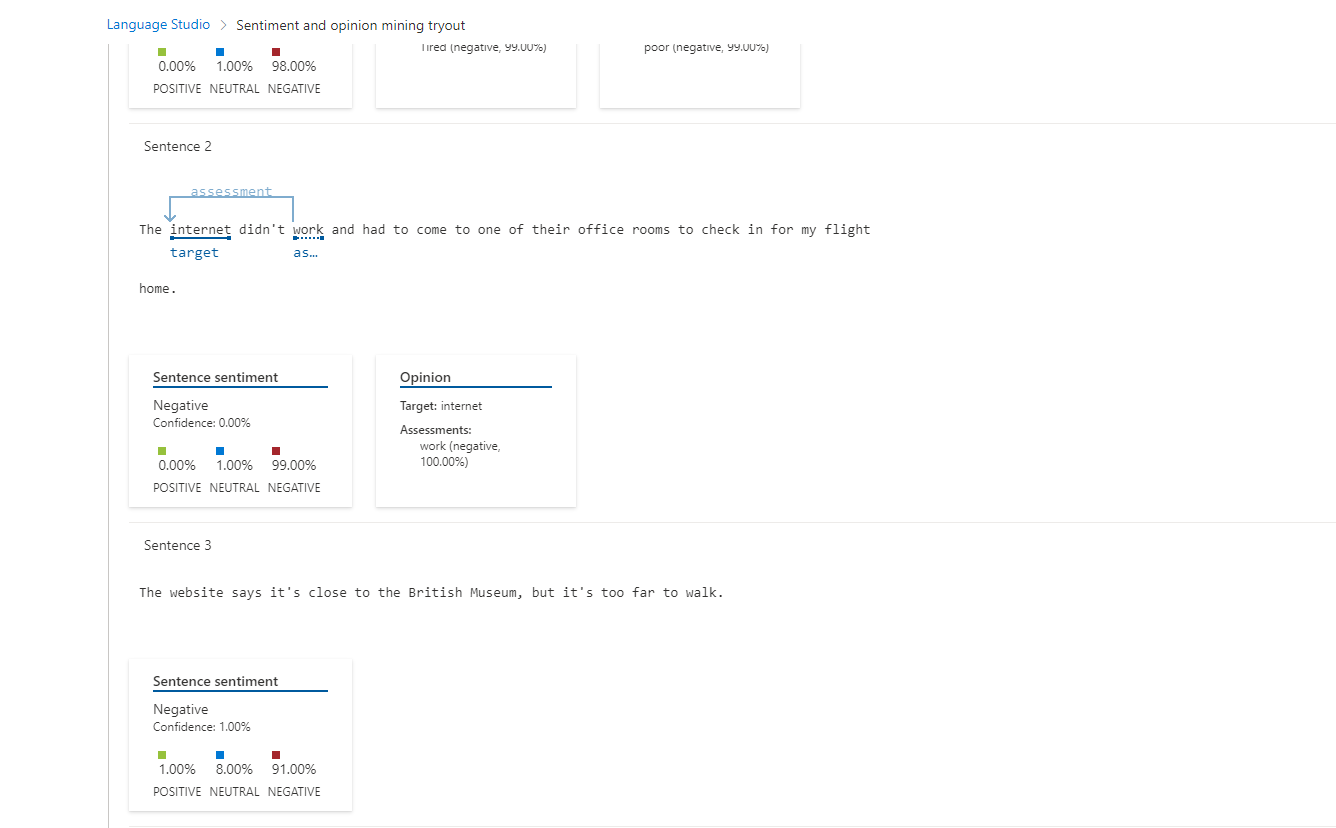 Language Studio > Sentiment and opinion mining tryout
Tired (negative, 99.00%) poor (negative, 99.00%)
0.00% 1.00% 98.00%
POSITIVE NEUTRAL NEGATIVE
Sentence 2
assessment
The internet didn't work and had to come to one of their office rooms to check in for my flight
target as…
home.
Sentence sentiment
Negative
Confidence: 0.00%
0.00% 1.00% 99.00%
POSITIVE NEUTRAL NEGATIVE
Opinion
Target: internet
Assessments:
work (negative,
100.00%)
Sentence 3
The website says it's close to the British Museum, but it's too far to walk.
Sentence sentiment
Negative
Confidence: 1.00%
1.00% 8.00% 91.00%
POSITIVE NEUTRAL NEGATIVE